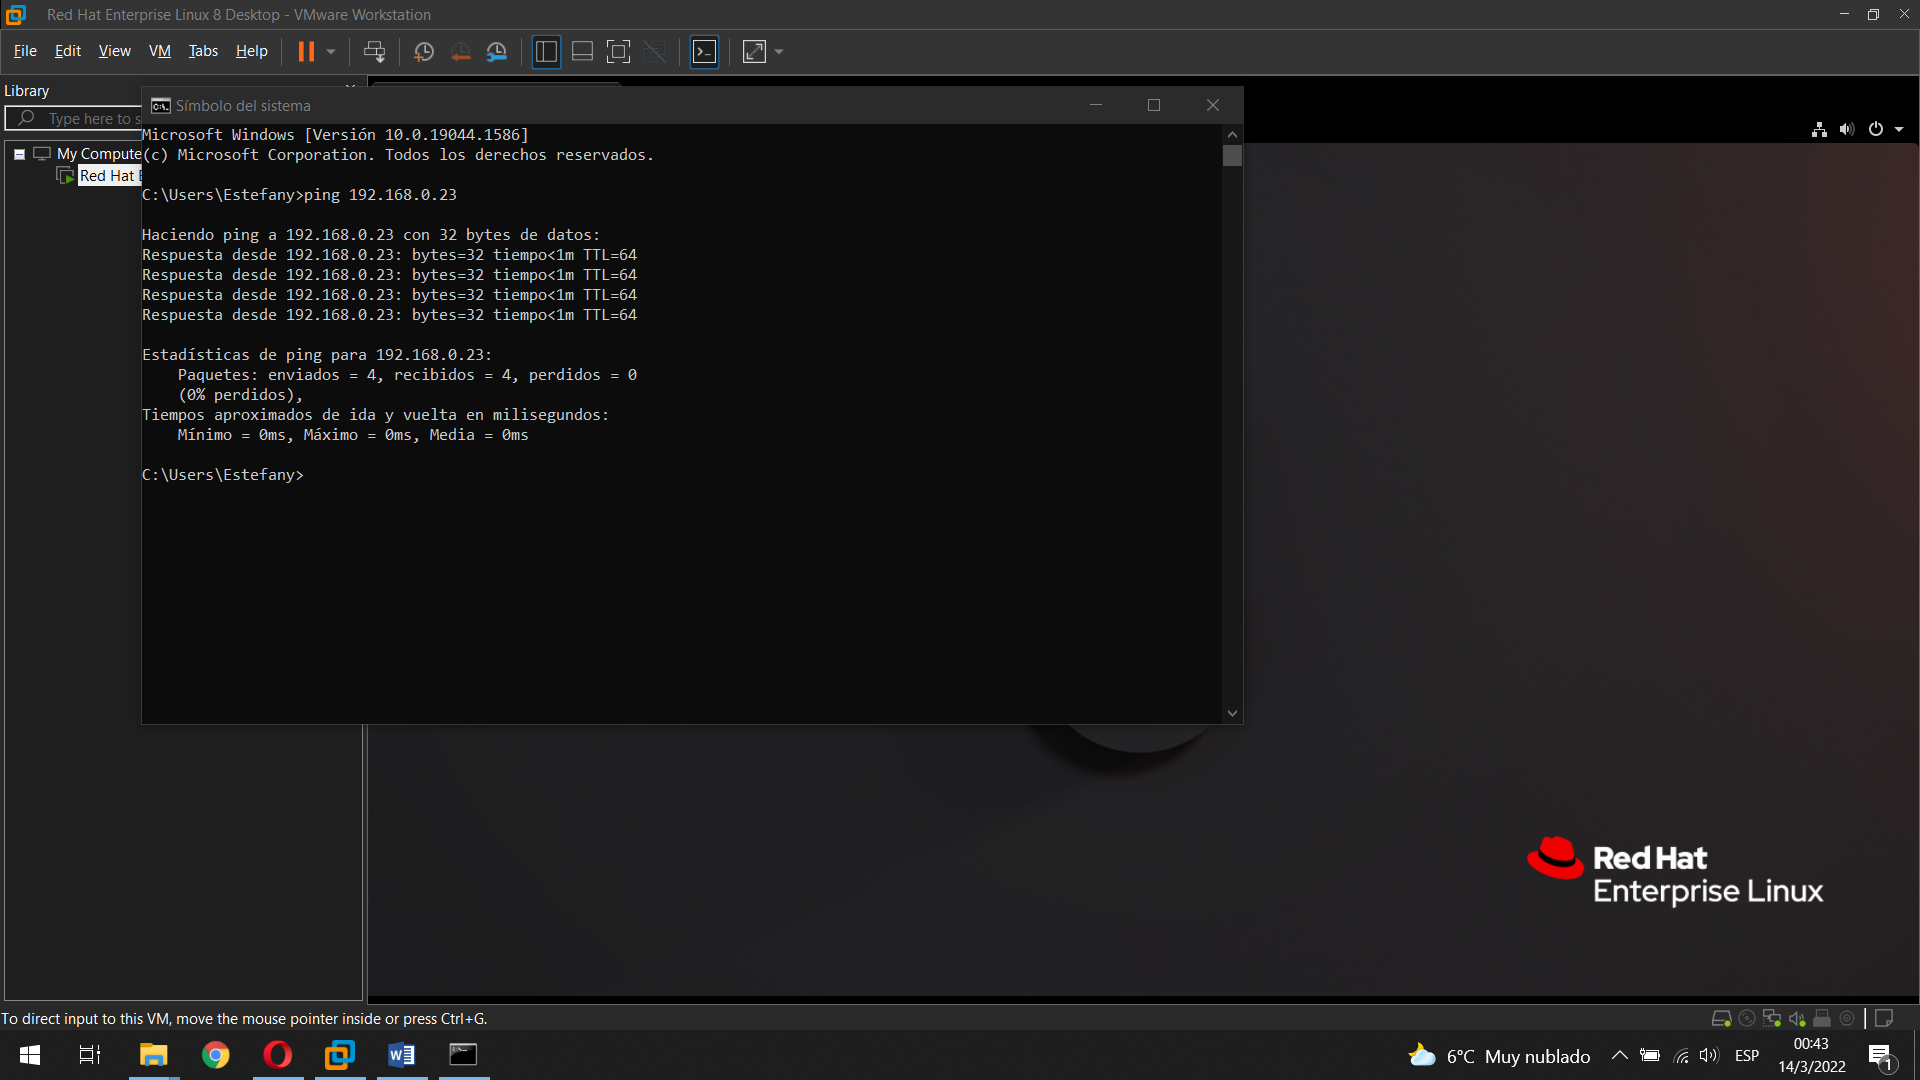 Red Hat Enterprise Linux 8 Desktop - VMware Workstation
File Edit View VM Tabs Help
Library
Type here to s
My Compute
Red Hat
Símbolo del sistema
Microsoft Windows [Versión 10.0.19044.1586]
(c) Microsoft Corporation. Todos los derechos reservados.
C:\Users\Estefany>ping 192.168.0.23
Haciendo ping a 192.168.0.23 con 32 bytes de datos:
Respuesta desde 192.168.0.23: bytes=32 tiempo<1m TTL=64
Respuesta desde 192.168.0.23: bytes=32 tiempo<1m TTL=64
Respuesta desde 192.168.0.23: bytes=32 tiempo<1m TTL=64
Respuesta desde 192.168.0.23: bytes=32 tiempo<1m TTL=64
Estadísticas de ping para 192.168.0.23:
Paquetes: enviados = 4, recibidos = 4, perdidos = 0
(0% perdidos),
Tiempos aproximados de ida y vuelta en milisegundos:
Mínimo = 0ms, Máximo = 0ms, Media = 0ms
C:\Users\Estefany>
Red Hat
Enterprise Linux
To direct input to this VM, move the mouse pointer inside or press Ctrl+G.
6°C Muy nublado
ESP
00:43
14/3/2022
1